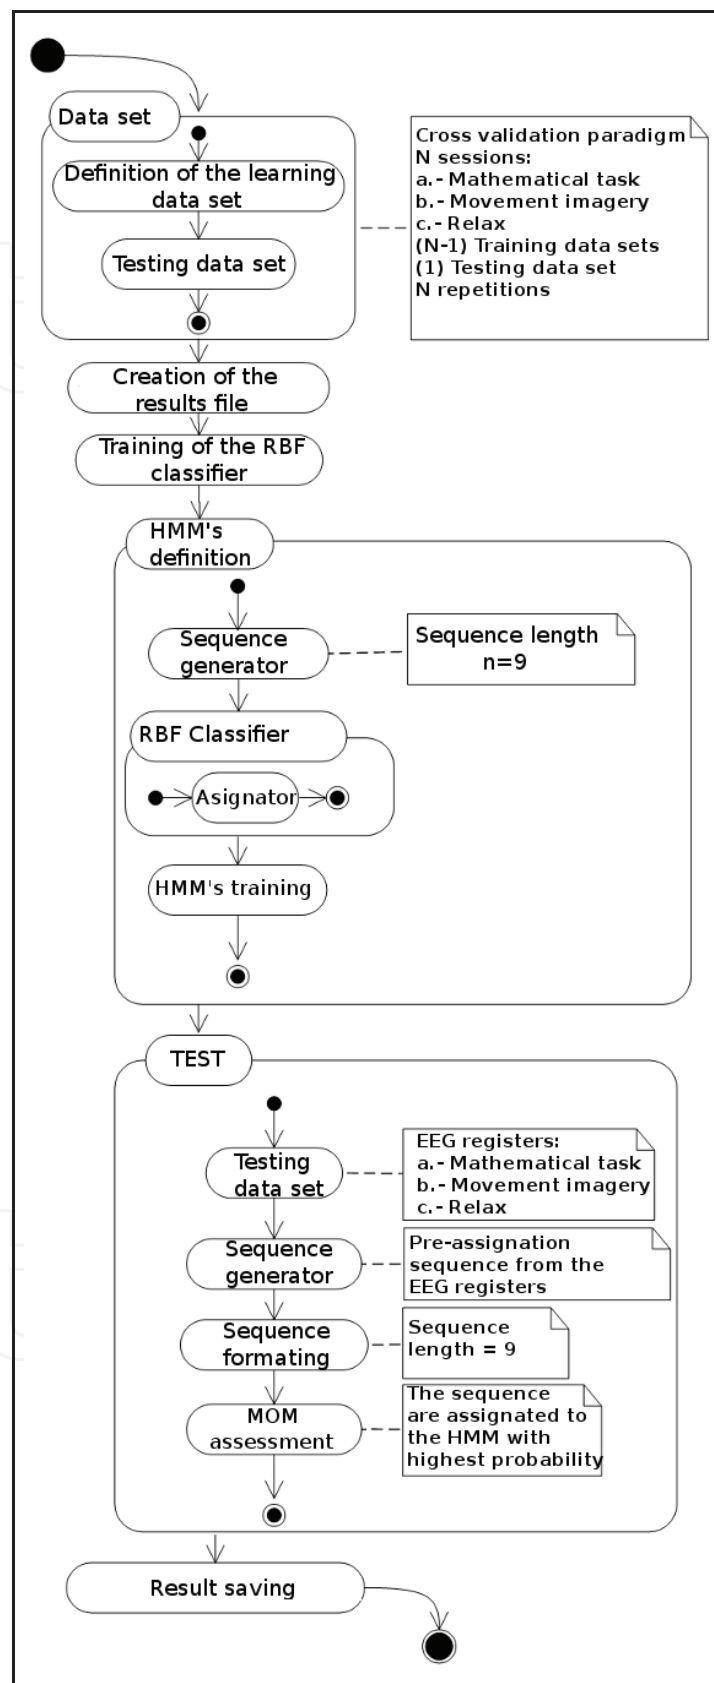 Data set
Definition of the learning
data set
Testing data set
Cross validation paradigm
N sessions:
a.- Mathematical task
b.- Movement imagery
c.- Relax
(N-1) Training data sets
(1) Testing data set
N repetitions
Creation of the
results file
Training of the RBF
classifier
HMM's
definition
Sequence
generator
Sequence length
n=9
RBF Classifier
Asignator
HMM's training
TEST
Testing
data set
EEG registers:
a.- Mathematical task
b.- Movement imagery
c.- Relax
Sequence
generator
Pre-assignation
sequence from the
EEG registers
Sequence
formating
Sequence
length = 9
MOM
assessment
The sequence
are assignated to
the HMM with
highest probability
Result saving